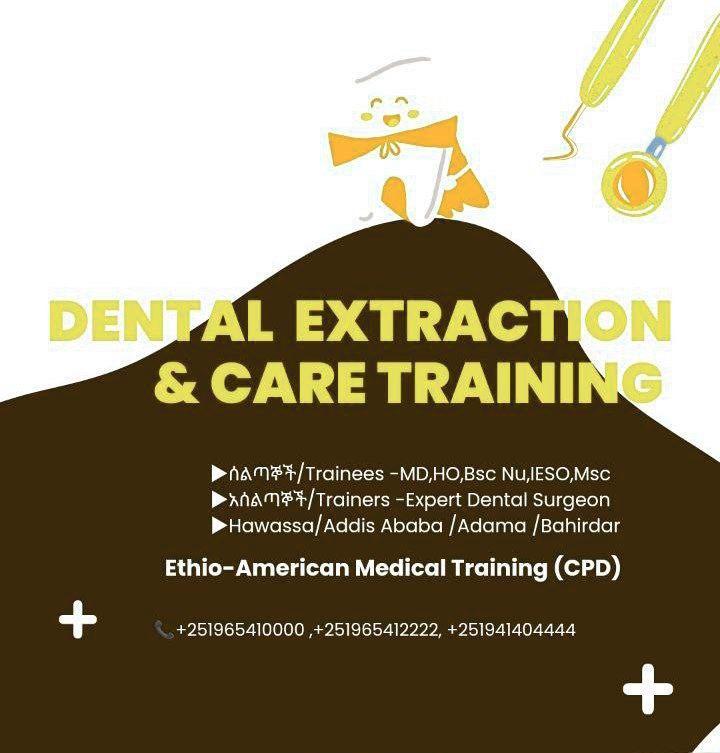 DENTAL EXTRACTION
& CARE TRAINING
▶ሰልጣኞች/Trainees -MD,HO,Bsc Nu,IESO,Msc
▶አሰልጣኞች/Trainers -Expert Dental Surgeon
▶Hawassa/Addis Ababa /Adama /Bahirdar
Ethio-American Medical Training (CPD)
📞+251965410000 ,+251965412222, +251941404444